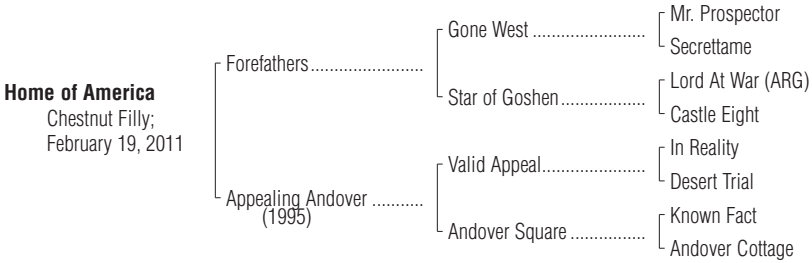 Home of America
Chestnut Filly;
February 19, 2011
Forefathers......................
Appealing Andover ..........
(1995)
Gone West ......................
Star of Goshen................
Valid Appeal....................
Andover Square ...............
Mr. Prospector
Secrettame
Lord At War (ARG)
Castle Eight
In Reality
Desert Trial
Known Fact
Andover Cottage